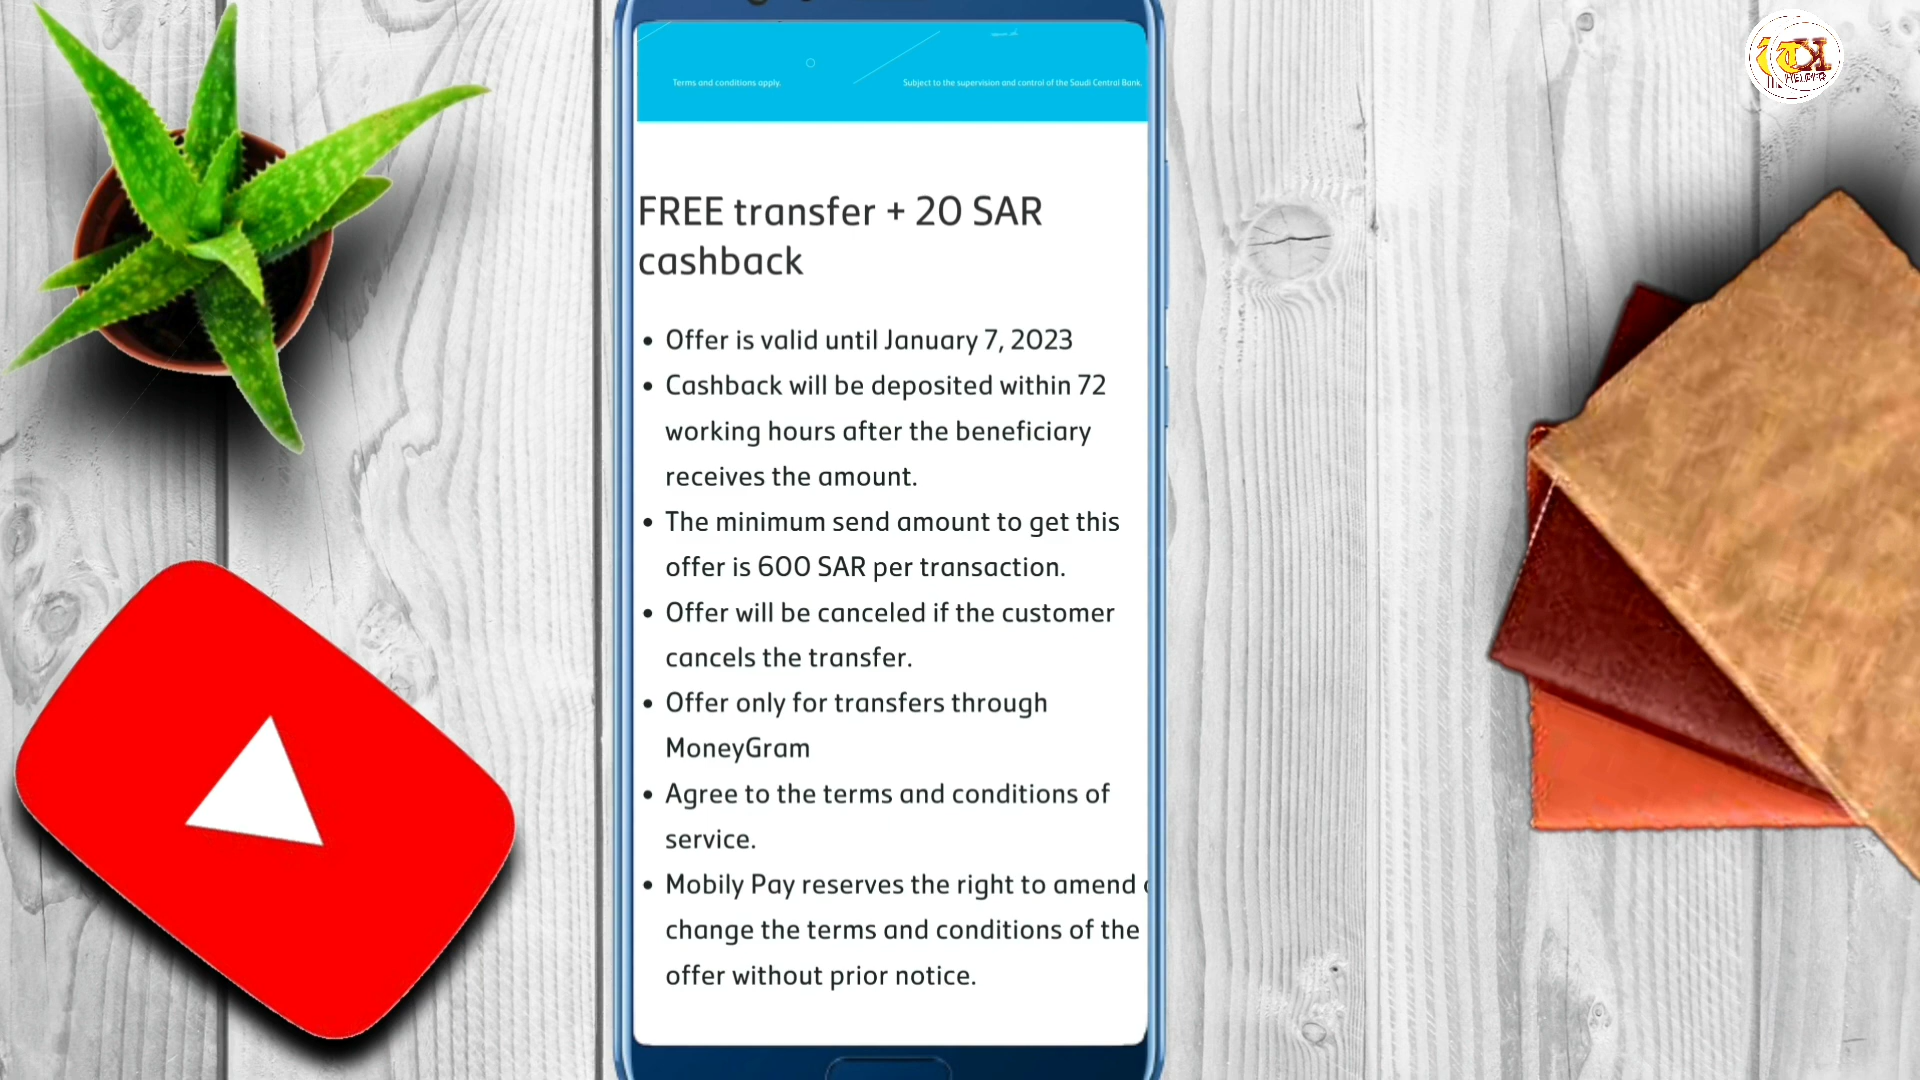 Terms and conditions apply.
Subject to the supervision and control of the Saudi Central Bank.
FREE transfer + 20 SAR
cashback
• Offer is valid until January 7, 2023
• Cashback will be deposited within 72
working hours after the beneficiary
receives the amount.
• The minimum send amount to get this
offer is 600 SAR per transaction.
• Offer will be canceled if the customer
cancels the transfer.
• Offer only for transfers through
MoneyGram
• Agree to the terms and conditions of
service.
• Mobily Pay reserves the right to amend
change the terms and conditions of the
offer without prior notice.